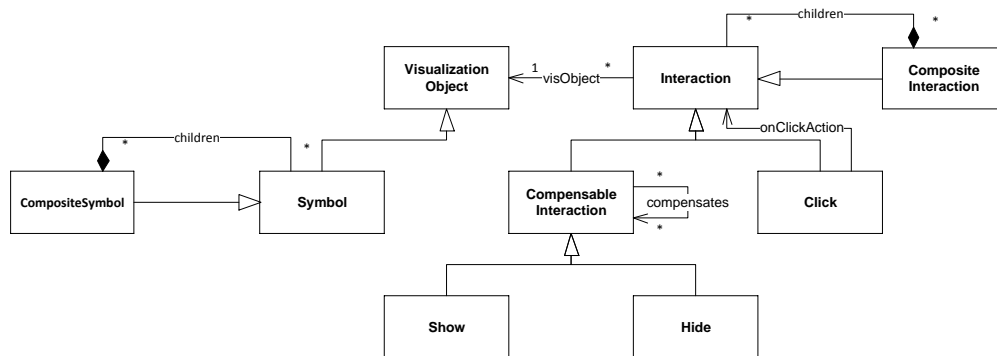 * children *
Visualization
Object
1
visObject
*
Interaction
Composite
Interaction
* children *
onClickAction
CompositeSymbol
Symbol
Compensable
Interaction
*
compensates
*
Click
Show
Hide